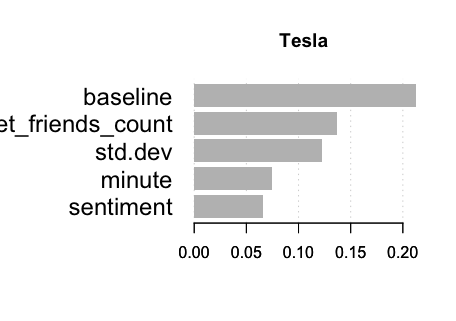 Tesla
baseline
et_friends_count
std.dev
minute
sentiment
0.00 0.05 0.10 0.15 0.20